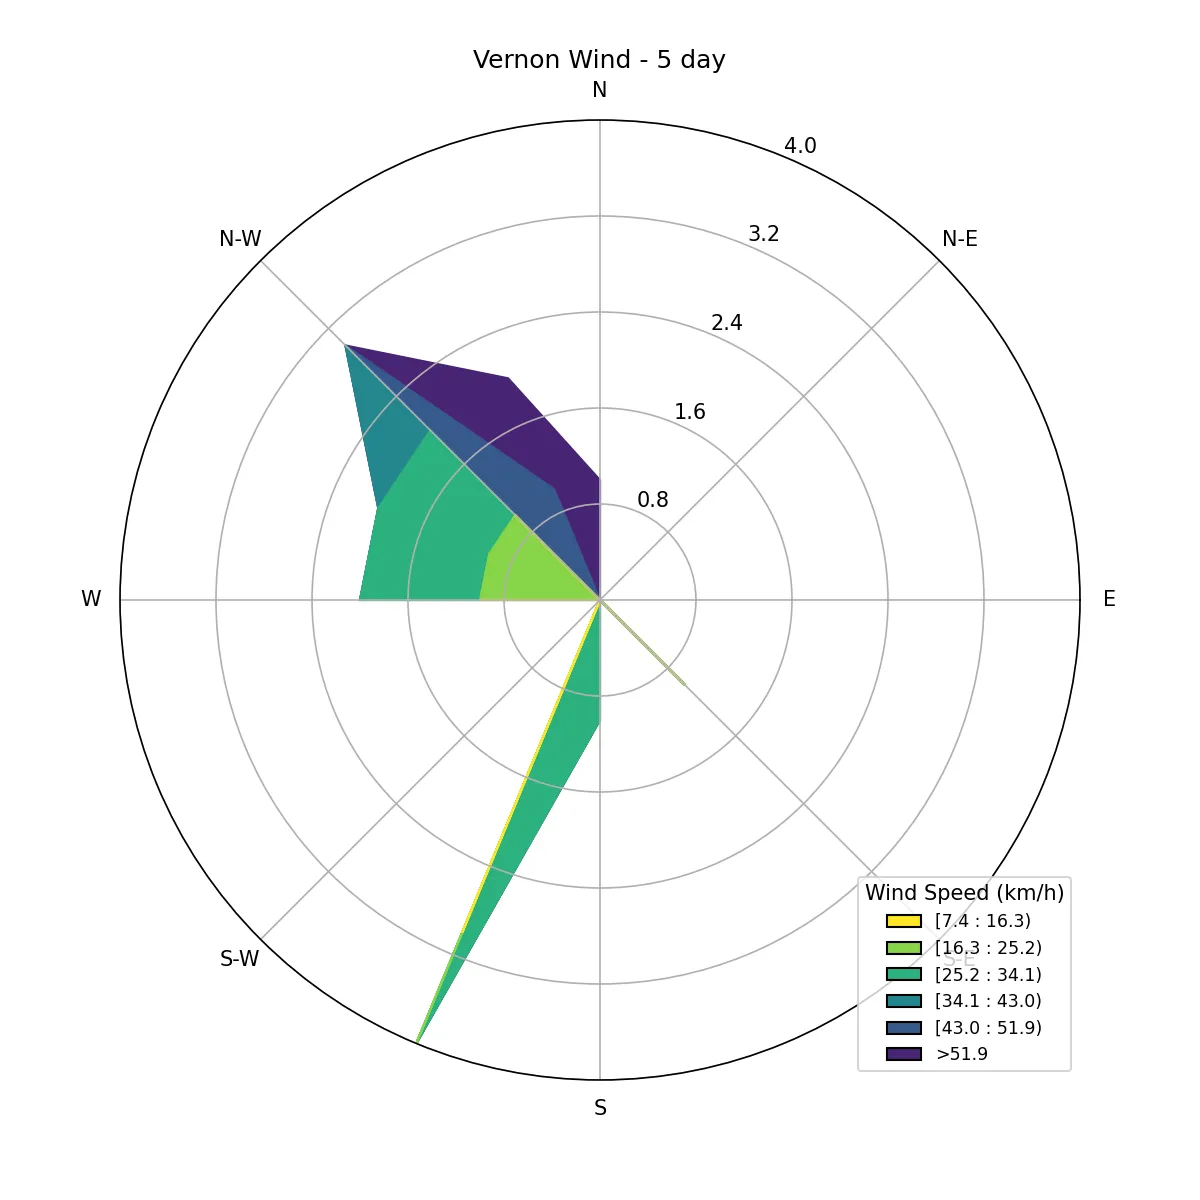 Vernon Wind - 5 day
N
4.0
N-W
3.2
N-E
2.4
1.6
0.8
W
E
Wind Speed (km/h)
[7.4 : 16.3)
[16.3 : 25.2)
S-W
S-E
[25.2 : 34.1)
[34.1 : 43.0)
[43.0 : 51.9)
>51.9
S